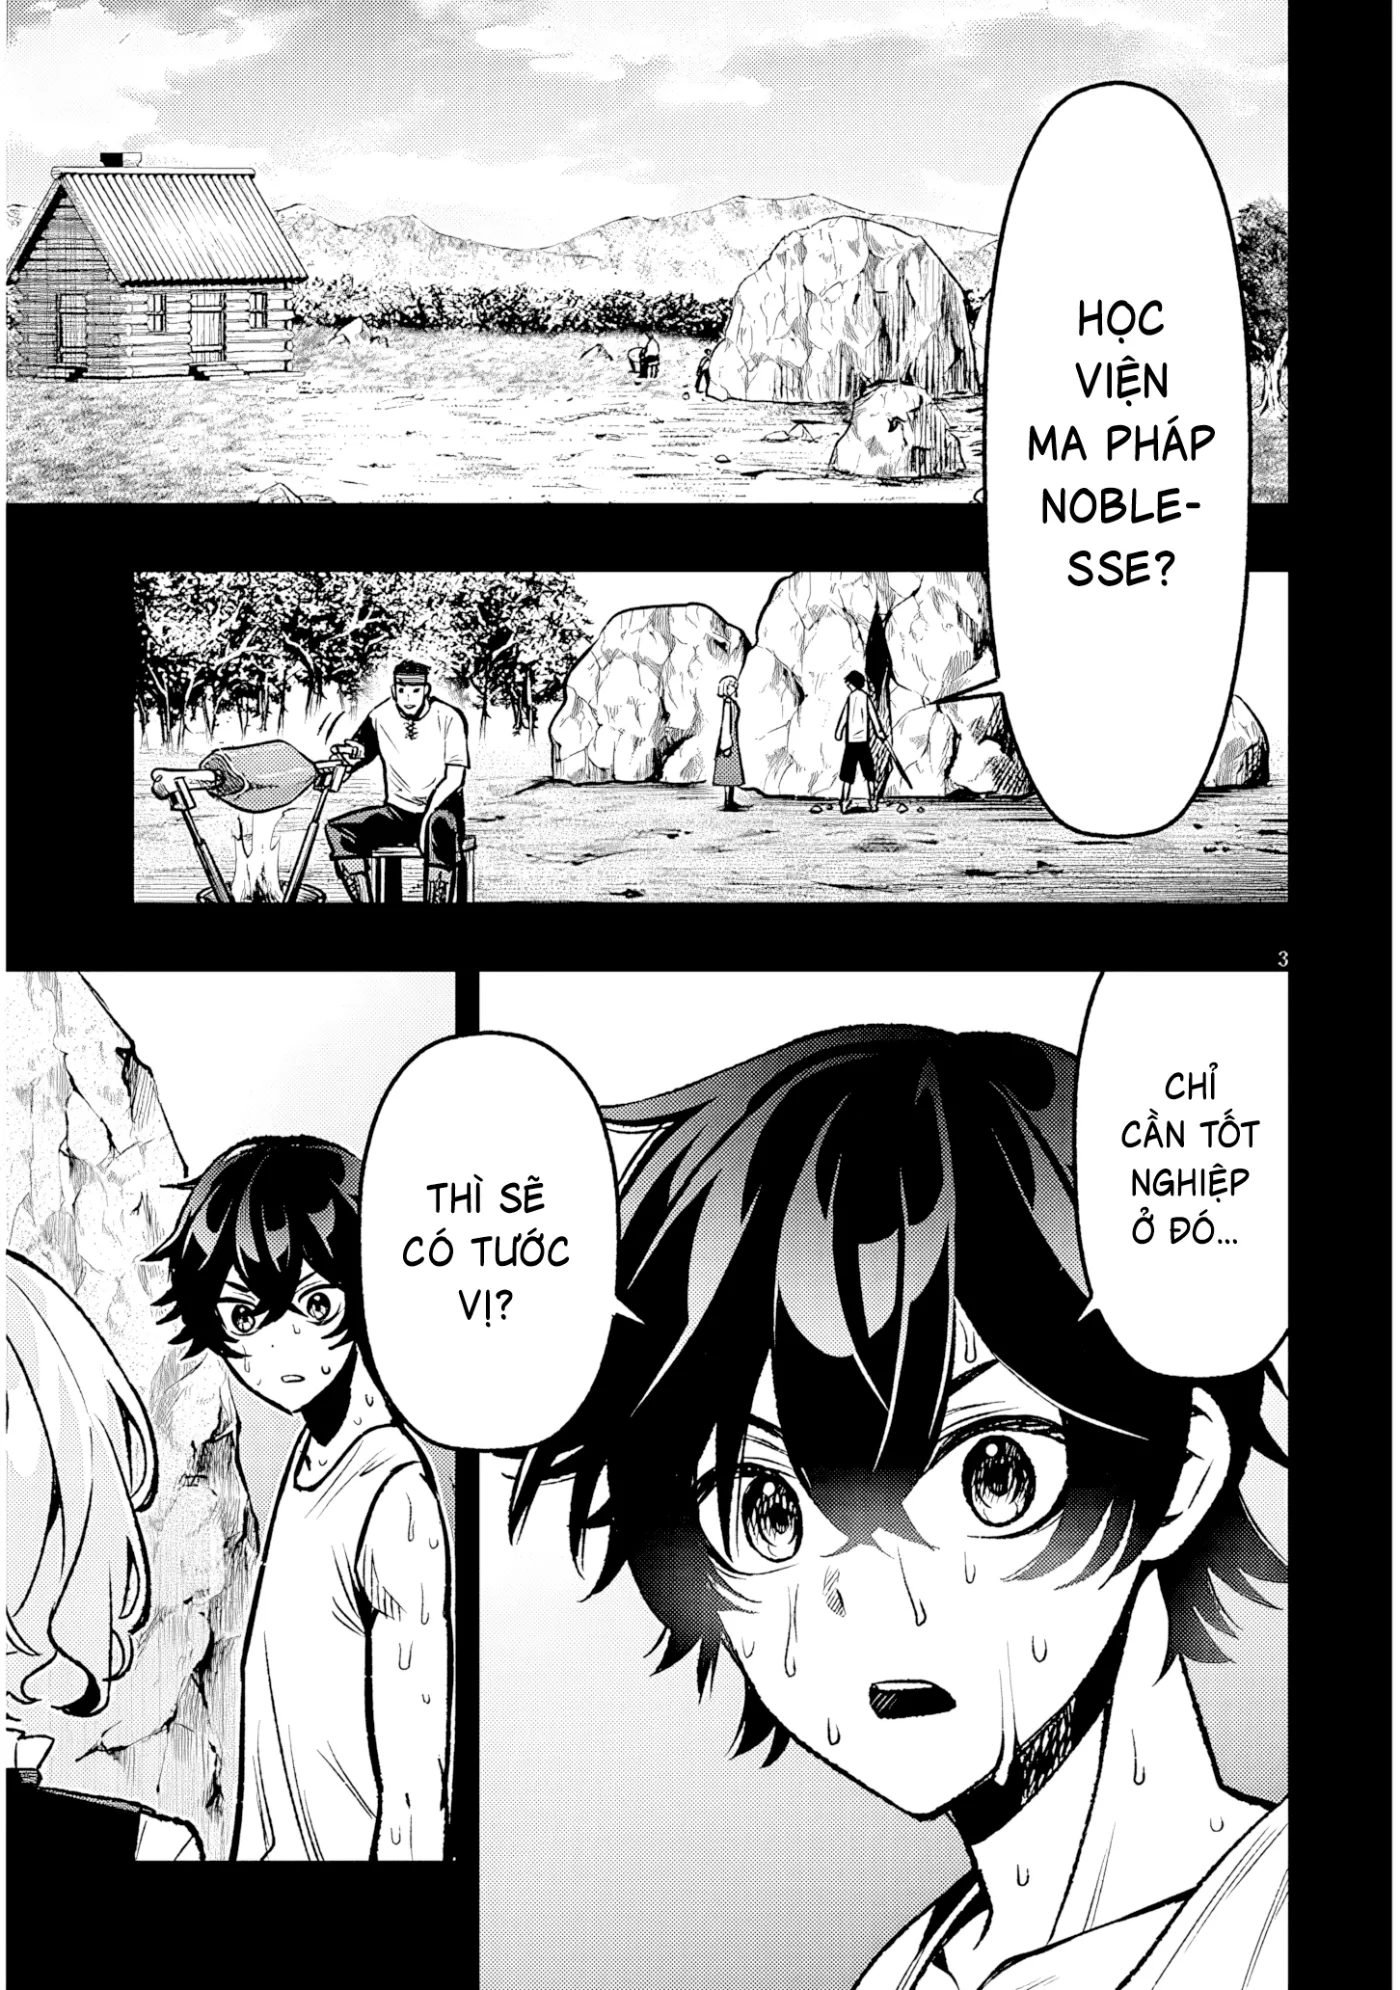 HỌC
VIỆN
MA PHÁP
NOBLE-
SSE?
3
CHỈ
CẦN TỐT
NGHIỆP
Ở ĐÓ...
THÌ SẼ
CÓ TƯỚC
VỊ?